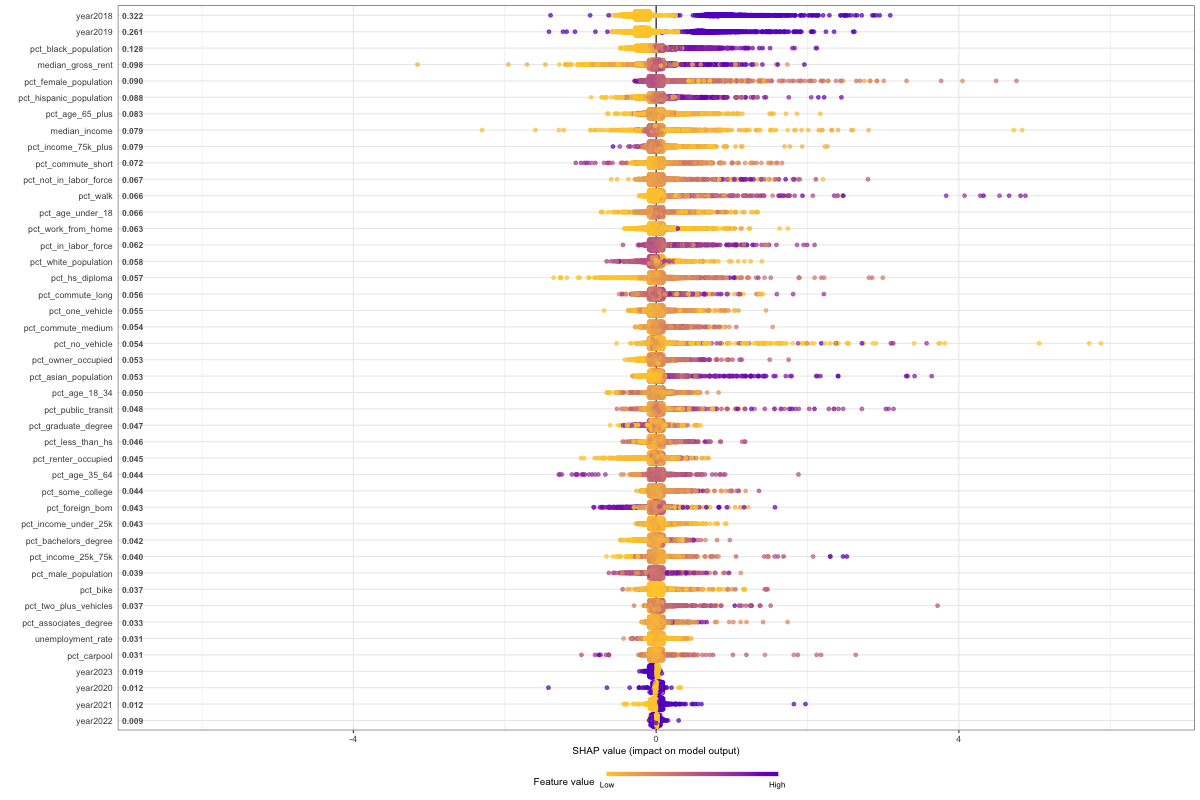 year2018 0.322
year2019 0.261
pct_black_population 0.128
median_gross_rent 0.098
pct_female_population 0.090
pct_hispanic_population 0.088
pct_age_65_plus 0.083
median_income 0.079
pct_income_75k_plus 0.079
pct_commute_short 0.072
pct_not_in_labor_force 0.067
pct_walk 0.066
pct_age_under_18 0.066
pct_work_from_home 0.063
pct_in_labor_force 0.062
pct_white_population 0.058
pct_hs_diploma 0.057
pct_commute_long 0.056
pct_one_vehicle 0.055
pct_commute_medium 0.054
pct_no_vehicle 0.054
pct_owner_occupied 0.053
pct_asian_population 0.053
pct_age_18_34 0.050
pct_public_transit 0.048
pct_graduate_degree 0.047
pct_less_than_hs 0.046
pct_renter_occupied 0.045
pct_age_35_64 0.044
pct_some_college 0.044
pct_foreign_born 0.043
pct_income_under_25k 0.043
pct_bachelors_degree 0.042
pct_income_25k_75k 0.040
pct_male_population 0.039
pct_bike 0.037
pct_two_plus_vehicles 0.037
pct_associates_degree 0.033
unemployment_rate 0.031
pct_carpool 0.031
year2023 0.019
year2020 0.012
year2021 0.012
year2022 0.009
-4 0 4
SHAP value (impact on model output)
Feature value Low High